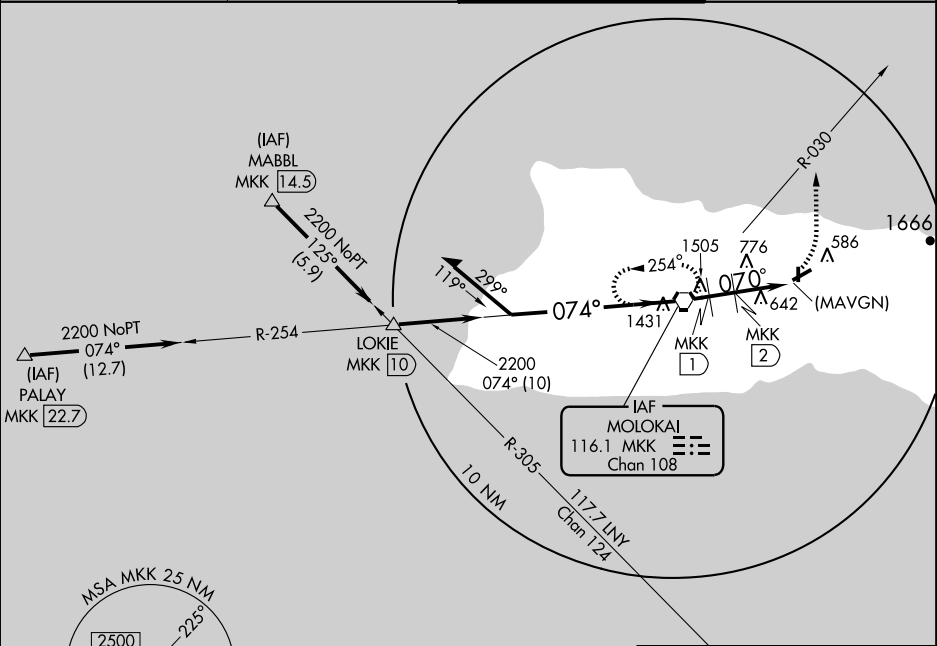 (IAF)
MABBL
MKK 14.5
2200 NoPT
125°
(5.9)
2200 NoPT
074°
(12.7)
R-254
(IAF)
PALAY
MKK 22.7
LOKIE
MKK 10
2200
074° (10)
119°
299°
074°
254°
1431
1505
776
070°
642
586
1666
(MAVGN)
R-030
MKK
1
MKK
2
IAF
MOLOKAI
116.1 MKK
Chan 108
R-305
117.7 LNY
Chan 124
10 NM
MSA MKK 25 NM
2500
225°